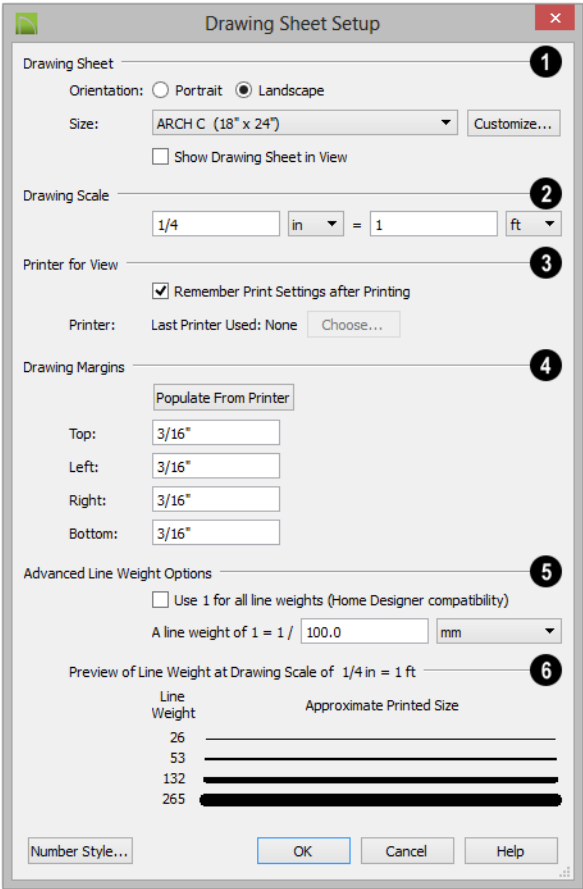 Drawing Sheet Setup
Drawing Sheet 1
Orientation: Portrait Landscape
Size: ARCH C (18" x 24") Customize...
Show Drawing Sheet in View
Drawing Scale 2
1/4 in = 1 ft
Printer for View 3
Remember Print Settings after Printing
Printer: Last Printer Used: None Choose...
Drawing Margins 4
Populate From Printer
Top: 3/16"
Left: 3/16"
Right: 3/16"
Bottom: 3/16"
Advanced Line Weight Options 5
Use 1 for all line weights (Home Designer compatibility)
A line weight of 1 = 1 / 100.0 mm
Preview of Line Weight at Drawing Scale of 1/4 in = 1 ft 6
Line Weight Approximate Printed Size
26
53
132
265
Number Style... OK Cancel Help